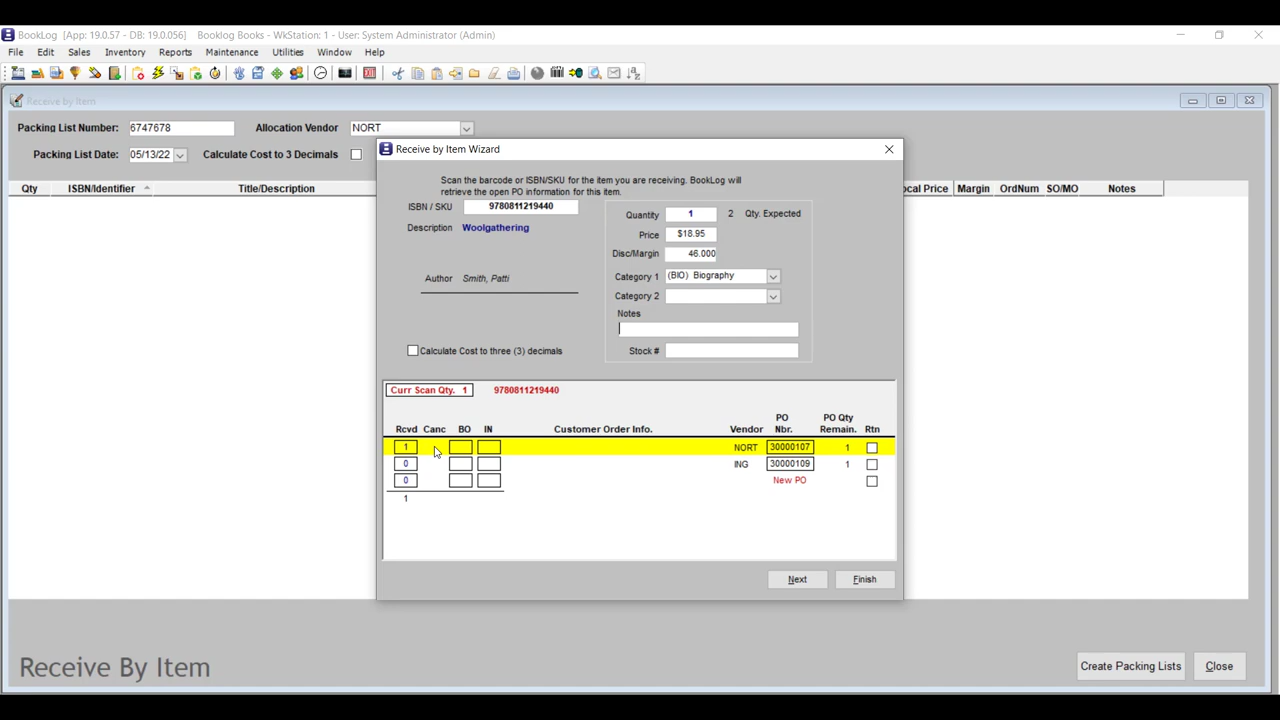 BookLog [App: 19.0.57 - DB: 19.0.056] Booklog Books - WkStation: 1 - User: System Administrator (Admin)
File Edit Sales Inventory Reports Maintenance Utilities Window Help
Receive by Item
Packing List Number: 6747678 Allocation Vendor NORT
Packing List Date: 05/13/22 Calculate Cost to 3 Decimals
Qty ISBN/Identifier Title/Description ocal Price Margin OrdNum SO/MO Notes
Receive by Item Wizard
Scan the barcode or ISBN/SKU for the item you are receiving. BookLog will
retrieve the open PO information for this item.
ISBN / SKU 9780811219440
Description Woolgathering
Author Smith, Patti
Calculate Cost to three (3) decimals
Quantity 1 2 Qty. Expected
Price $18.95
Disc/Margin 46.000
Category 1 (BIO) Biography
Category 2
Notes
Stock #
Curr Scan Qty. 1 9780811219440
Rcvd Canc BO IN Customer Order Info. Vendor PO Nbr. PO Qty Remain. Rtn
1 NORT 30000107 1
0 ING 30000109 1
0 New PO
1
Next Finish
Receive By Item
Create Packing Lists Close